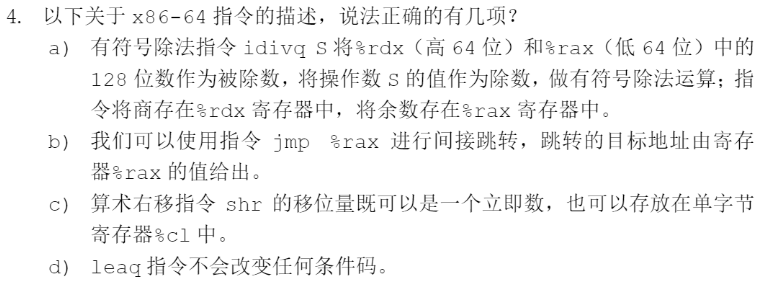 4. 以下关于 x86-64 指令的描述，说法正确的有几项？
a) 有符号除法指令 idivq S 将%rdx（高 64 位）和%rax（低 64 位）中的
128 位数作为被除数，将操作数 S 的值作为除数，做有符号除法运算；指
令将商存在%rdx 寄存器中，将余数存在%rax 寄存器中。
b) 我们可以使用指令 jmp %rax 进行间接跳转，跳转的目标地址由寄存
器%rax 的值给出。
c) 算术右移指令 shr 的移位量既可以是一个立即数，也可以存放在单字节
寄存器%cl 中。
d) leaq 指令不会改变任何条件码。